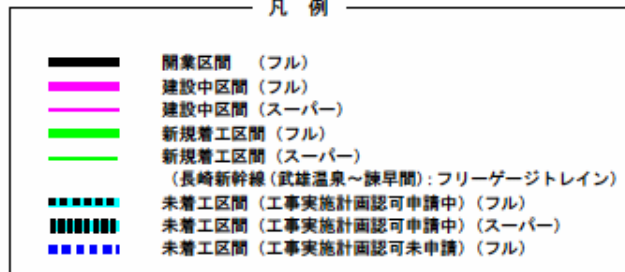 凡 例
開業区間 （フル）
建設中区間（フル）
建設中区間（スーパー）
新規着工区間（フル）
新規着工区間（スーパー）
（長崎新幹線（武雄温泉～諫早間）：フリーゲージトレイン）
未着工区間（工事実施計画認可申請中）（フル）
未着工区間（工事実施計画認可申請中）（スーパー）
未着工区間（工事実施計画認可未申請）（フル）